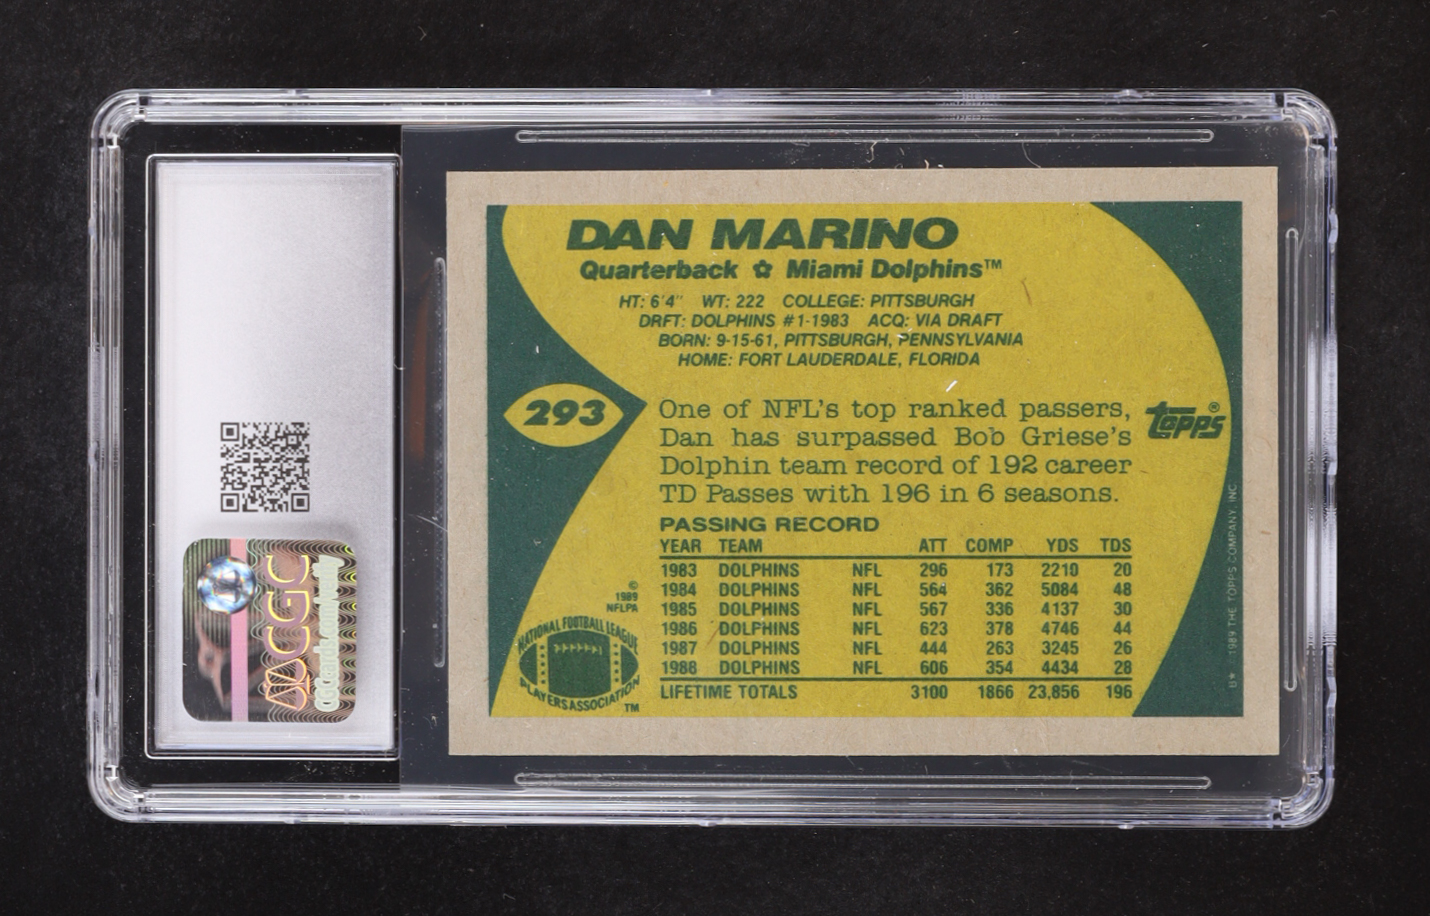 DAN MARINO
Quarterback ✩ Miami Dolphins™
HT: 6'4" WT: 222 COLLEGE: PITTSBURGH
DRFT: DOLPHINS #1-1983 ACQ: VIA DRAFT
BORN: 9-15-61, PITTSBURGH, PENNSYLVANIA
HOME: FORT LAUDERDALE, FLORIDA
293
One of NFL's top ranked passers,
Dan has surpassed Bob Griese's
Dolphin team record of 192 career
TD Passes with 196 in 6 seasons.
topps®
PASSING RECORD
YEAR TEAM ATT COMP YDS TDS
1983 DOLPHINS NFL 296 173 2210 20
1984 DOLPHINS NFL 564 362 5084 48
1985 DOLPHINS NFL 567 336 4137 30
1986 DOLPHINS NFL 623 378 4746 44
1987 DOLPHINS NFL 444 263 3245 26
1988 DOLPHINS NFL 606 354 4434 28
LIFETIME TOTALS 3100 1866 23,856 196
©
1989
NFLPA
NATIONAL FOOTBALL LEAGUE
PLAYERS ASSOCIATION
TM
B* 1989 THE TOPPS COMPANY, INC
CGC